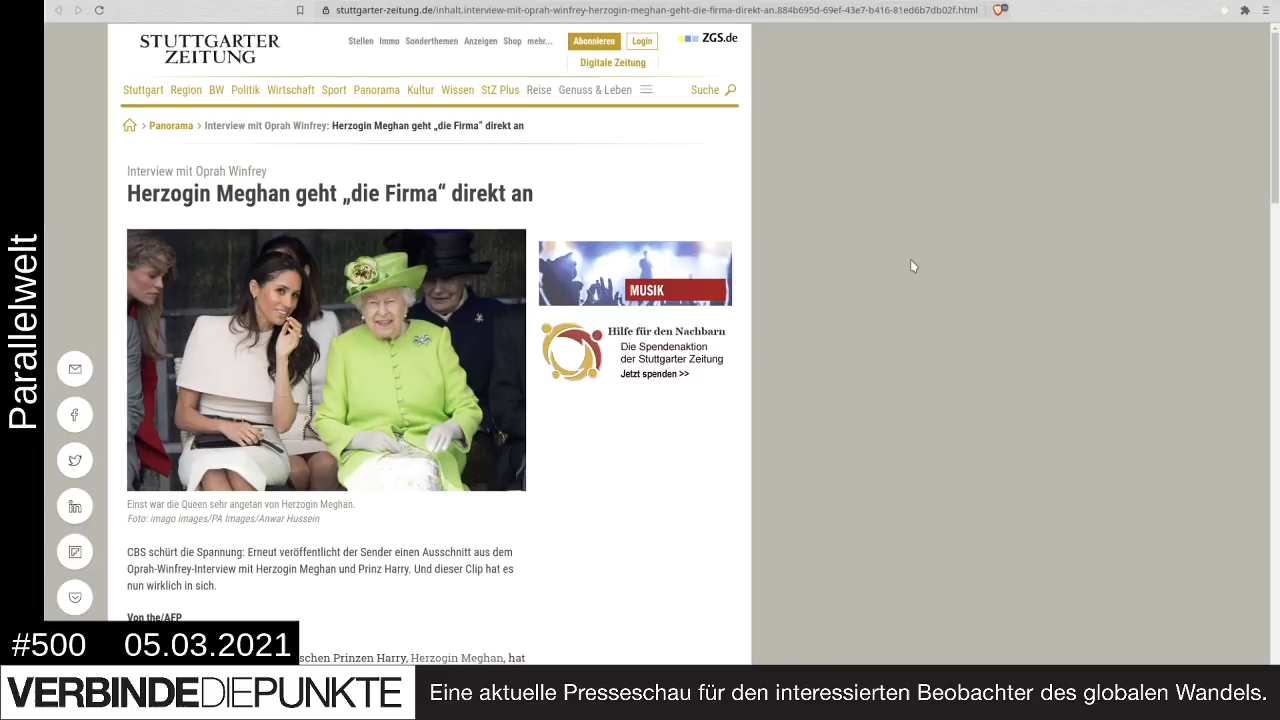 stuttgarter-zeitung.de/inhalt.interview-mit-oprah-winfrey-herzogin-meghan-geht-die-firma-direkt-an.884b695d-69ef-43e7-b416-81ed6b7db02f.html
STUTTGARTER
ZEITUNG
Stellen Immo Sonderthemen Anzeigen Shop mehr...
Abonnieren
Login
ZGS.de
Digitale Zeitung
Stuttgart Region BW Politik Wirtschaft Sport Panorama Kultur Wissen StZ Plus Reise Genuss & Leben
Suche
Panorama > Interview mit Oprah Winfrey: Herzogin Meghan geht „die Firma“ direkt an
Interview mit Oprah Winfrey
Herzogin Meghan geht „die Firma“ direkt an
MUSIK
Hilfe für den Nachbarn
Die Spendenaktion
der Stuttgarter Zeitung
Jetzt spenden >>
Einst war die Queen sehr angetan von Herzogin Meghan.
Foto: imago images/PA Images/Anwar Hussein
CBS schürt die Spannung: Erneut veröffentlicht der Sender einen Ausschnitt aus dem
Oprah-Winfrey-Interview mit Herzogin Meghan und Prinz Harry. Und dieser Clip hat es
nun wirklich in sich.
Von the/AFP
schen Prinzen Harry, Herzogin Meghan, hat
Parallelwelt
#500 05.03.2021
VERBINDEDIEPUNKTE
Eine aktuelle Presseschau für den interessierten Beobachter des globalen Wandels.